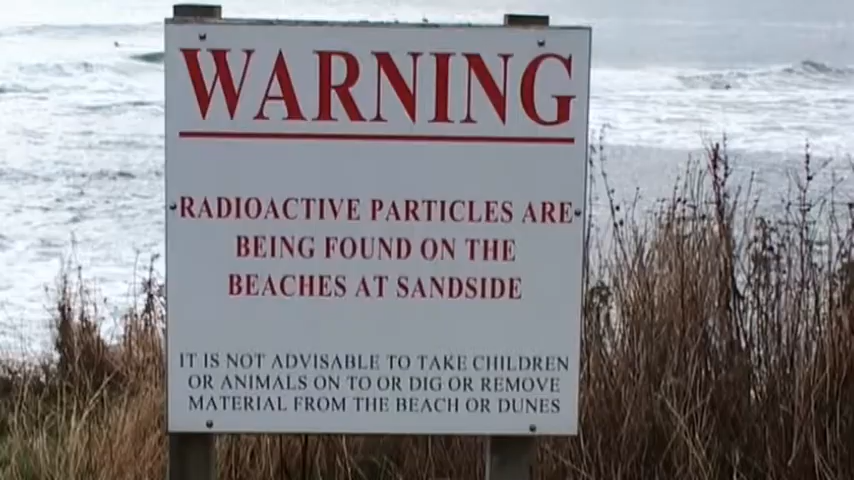 WARNING
RADIOACTIVE PARTICLES ARE
BEING FOUND ON THE
BEACHES AT SANDSIDE
IT IS NOT ADVISABLE TO TAKE CHILDREN
OR ANIMALS ON TO OR DIG OR REMOVE
MATERIAL FROM THE BEACH OR DUNES